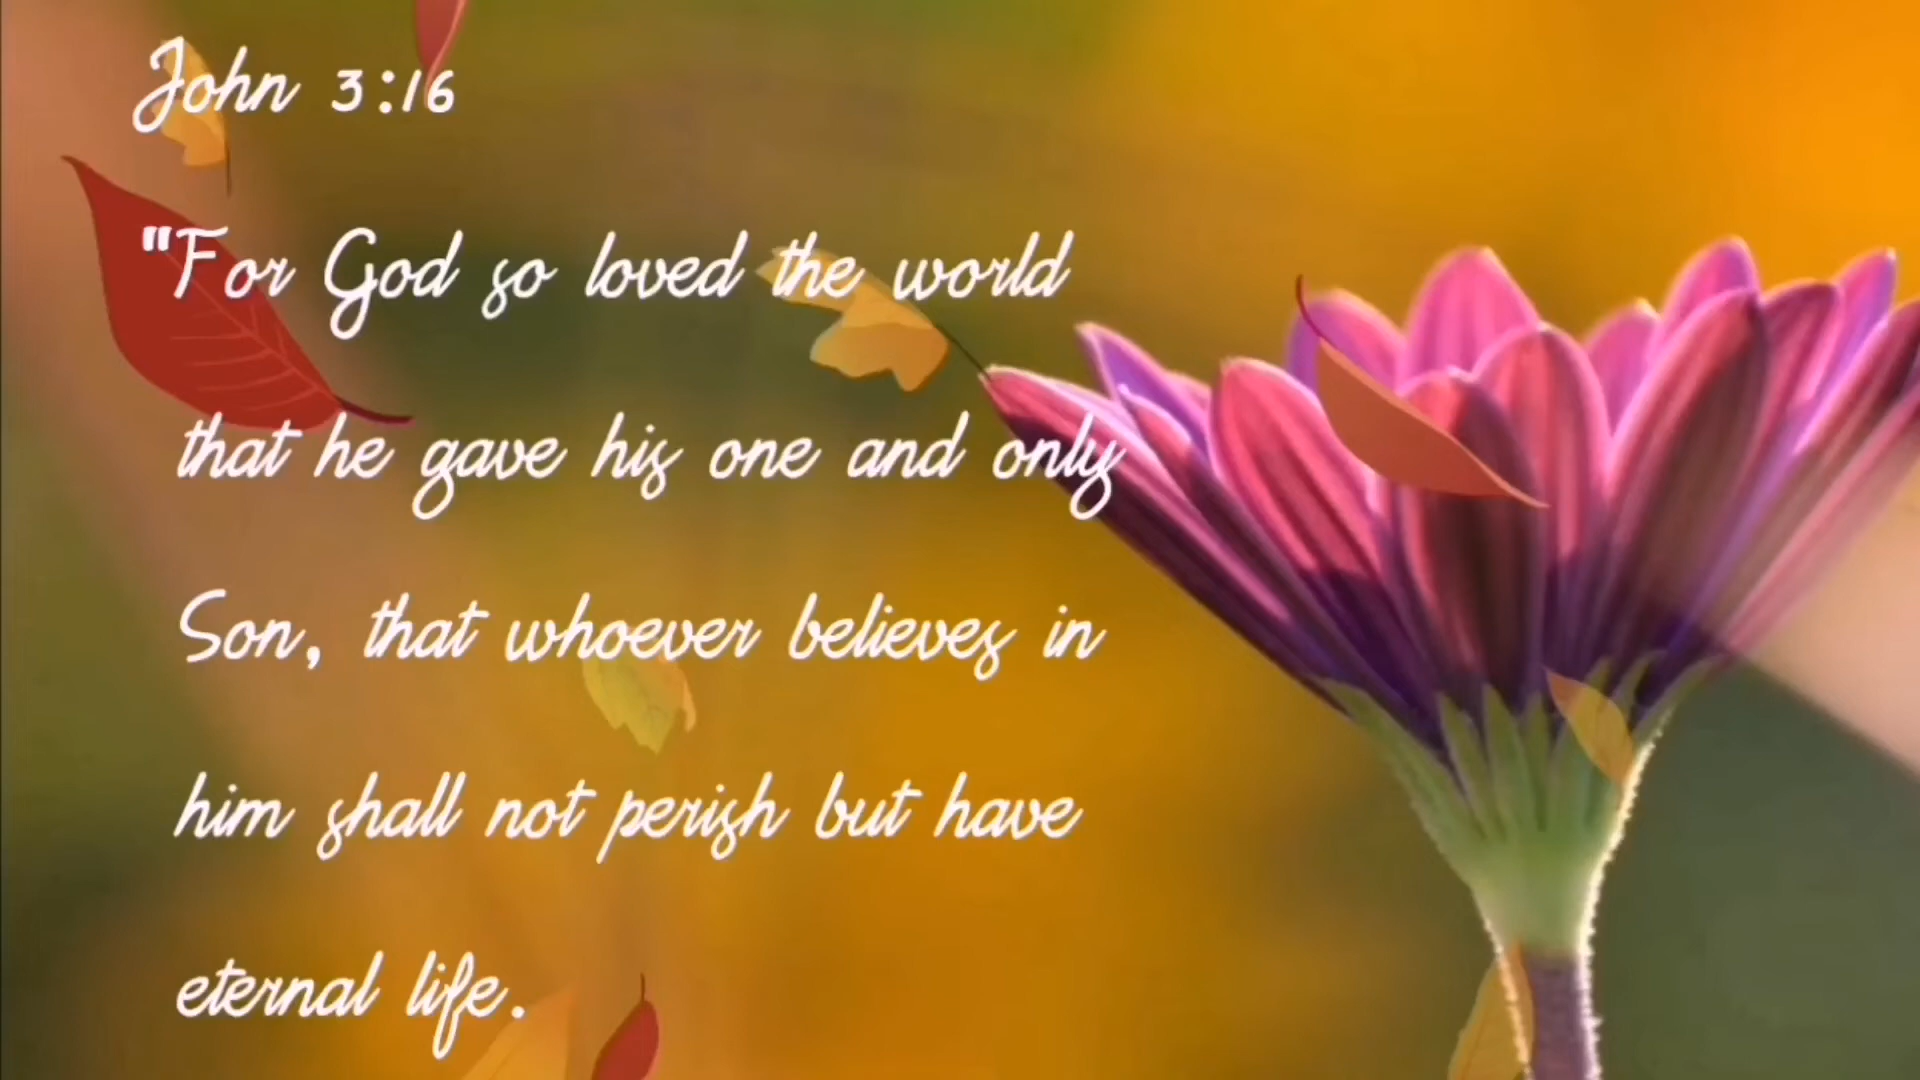 John 3:16
"For God so loved the world
that he gave his one and only
Son, that whoever believes in
him shall not perish but have
eternal life.